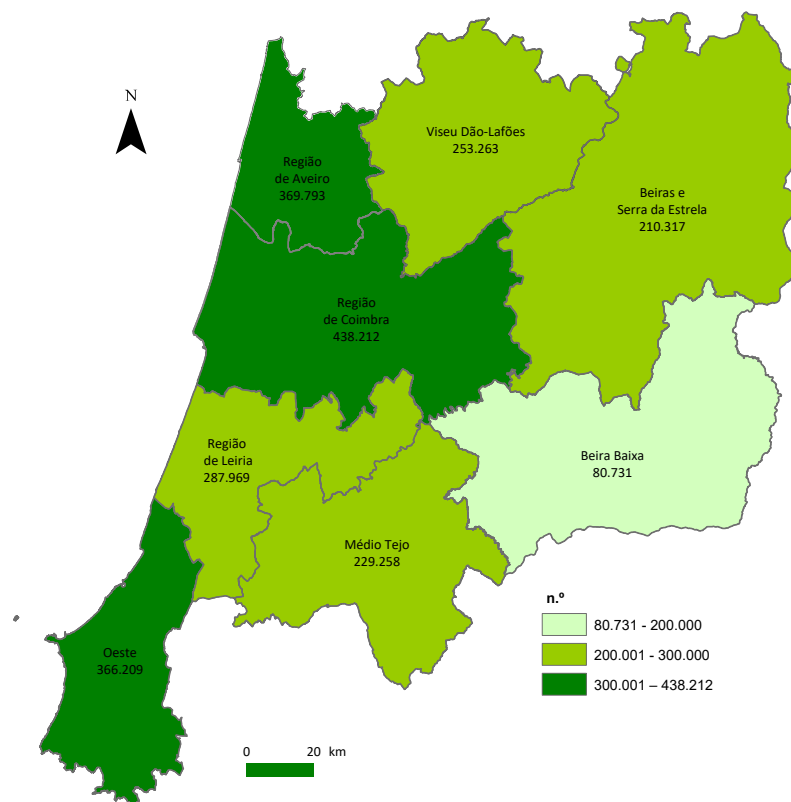 N
Viseu Dão-Lafões
253.263
Região
de Aveiro
369.793
Beiras e
Serra da Estrela
210.317
Região
de Coimbra
438.212
Região
de Leiria
287.969
Beira Baixa
80.731
Médio Tejo
229.258
Oeste
366.209
n.º
80.731 - 200.000
200.001 - 300.000
300.001 – 438.212
0 20 km